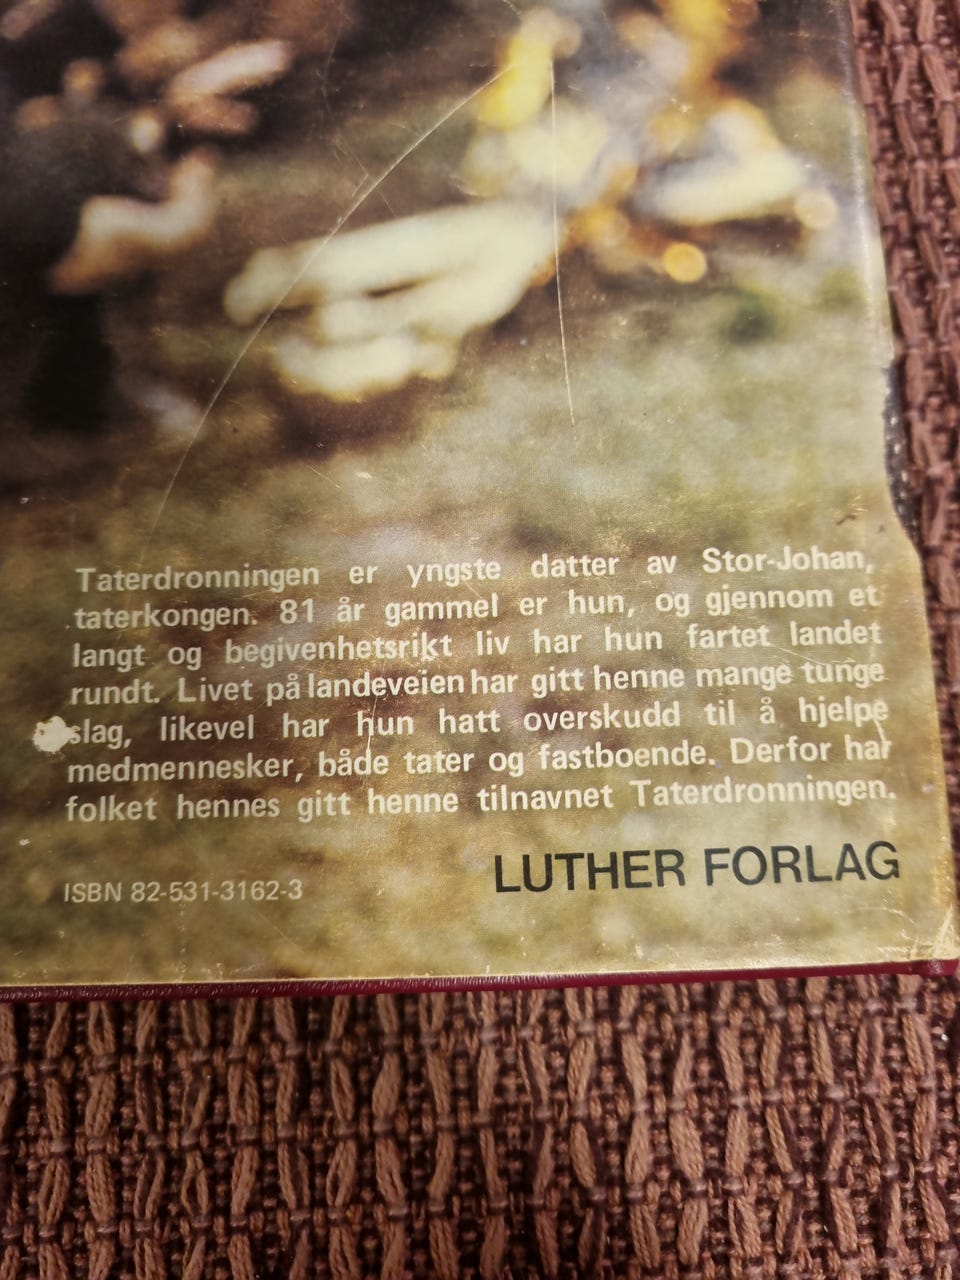 Taterdronningen er yngste datter av Stor-Johan,
taterkongen. 81 år gammel er hun, og gjennom et
langt og begivenhetsrikt liv har hun fartet landet
rundt. Livet på landeveien har gitt henne mange tunge
slag, likevel har hun hatt overskudd til å hjelpe
medmennesker, både tater og fastboende. Derfor har
folket hennes gitt henne tilnavnet Taterdronningen.
LUTHER FORLAG
ISBN 82-531-3162-3